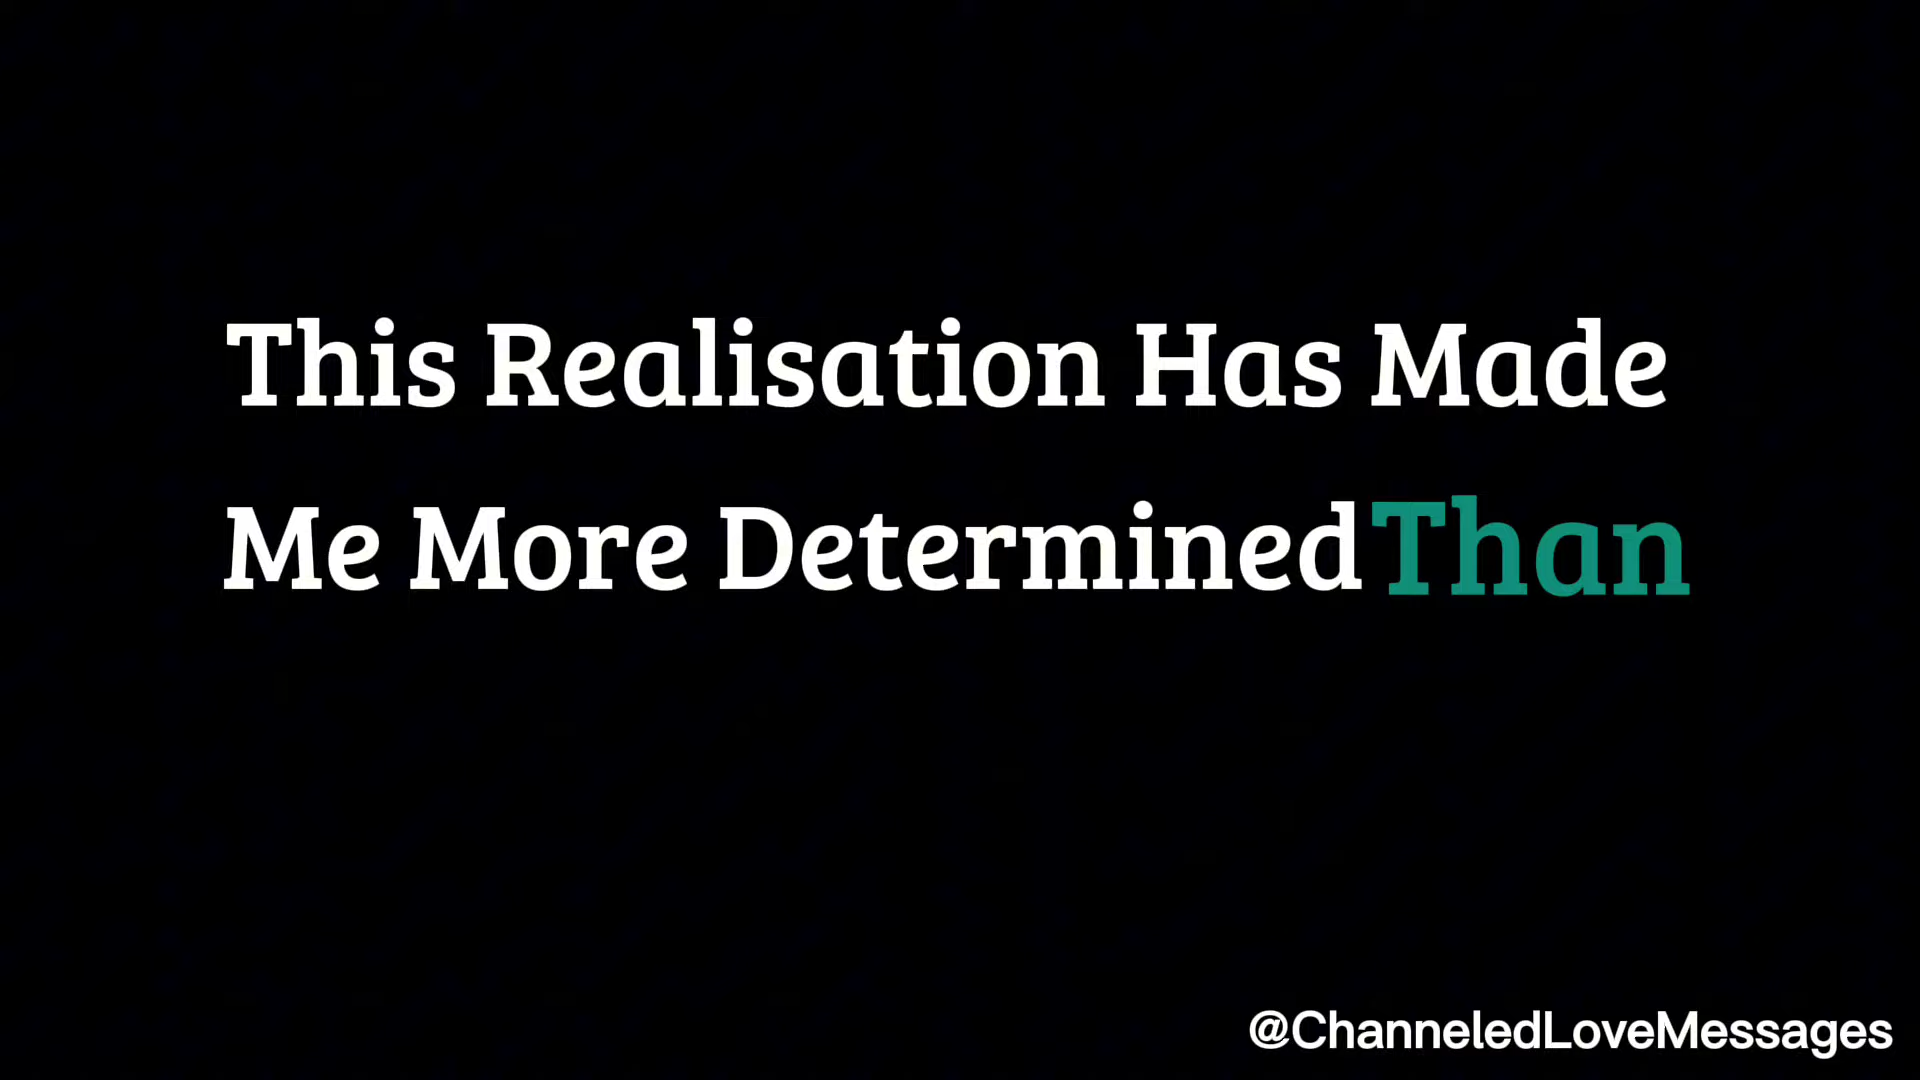 This Realisation Has Made
Me More Determined Than
@ChanneledLoveMessages